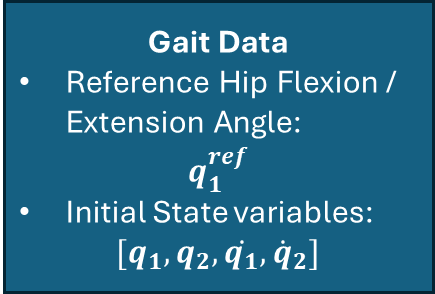 Gait Data
• Reference Hip Flexion /
Extension Angle:
q₁ʳᵉᶠ
• Initial State variables:
[q₁, q₂, q̇₁, q̇₂]